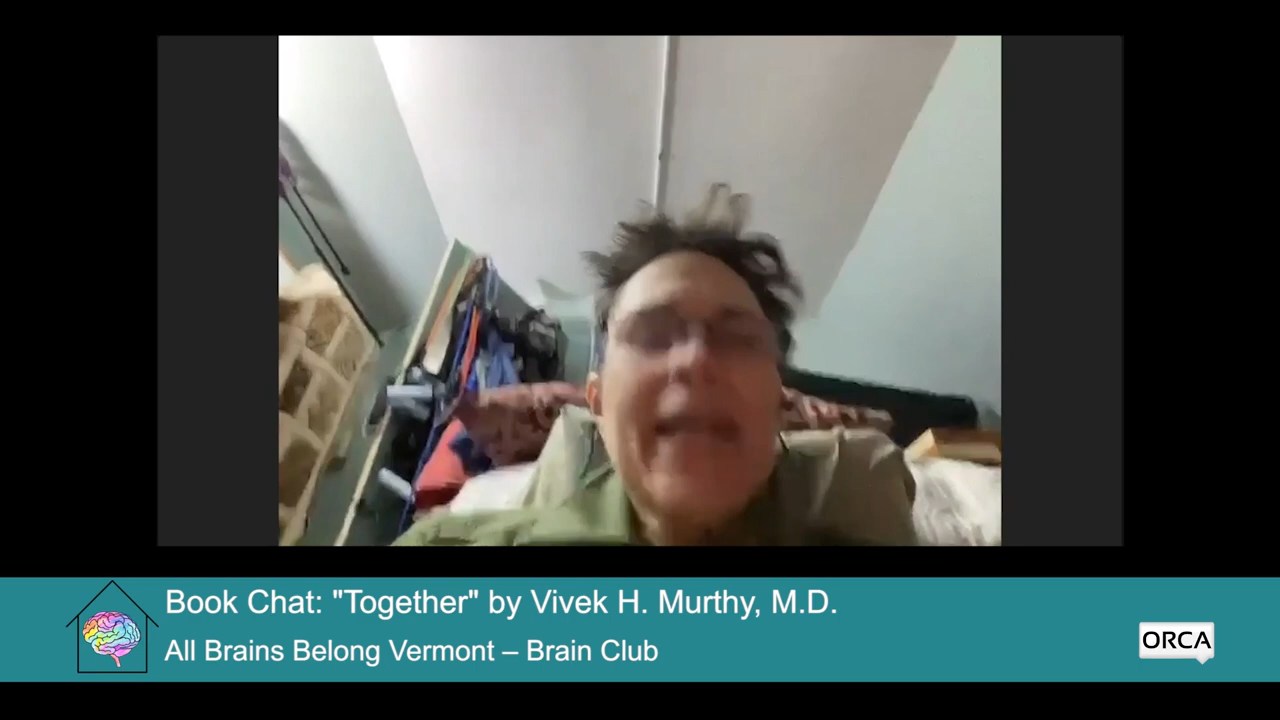 Book Chat: "Together" by Vivek H. Murthy, M.D.
All Brains Belong Vermont – Brain Club
ORCA